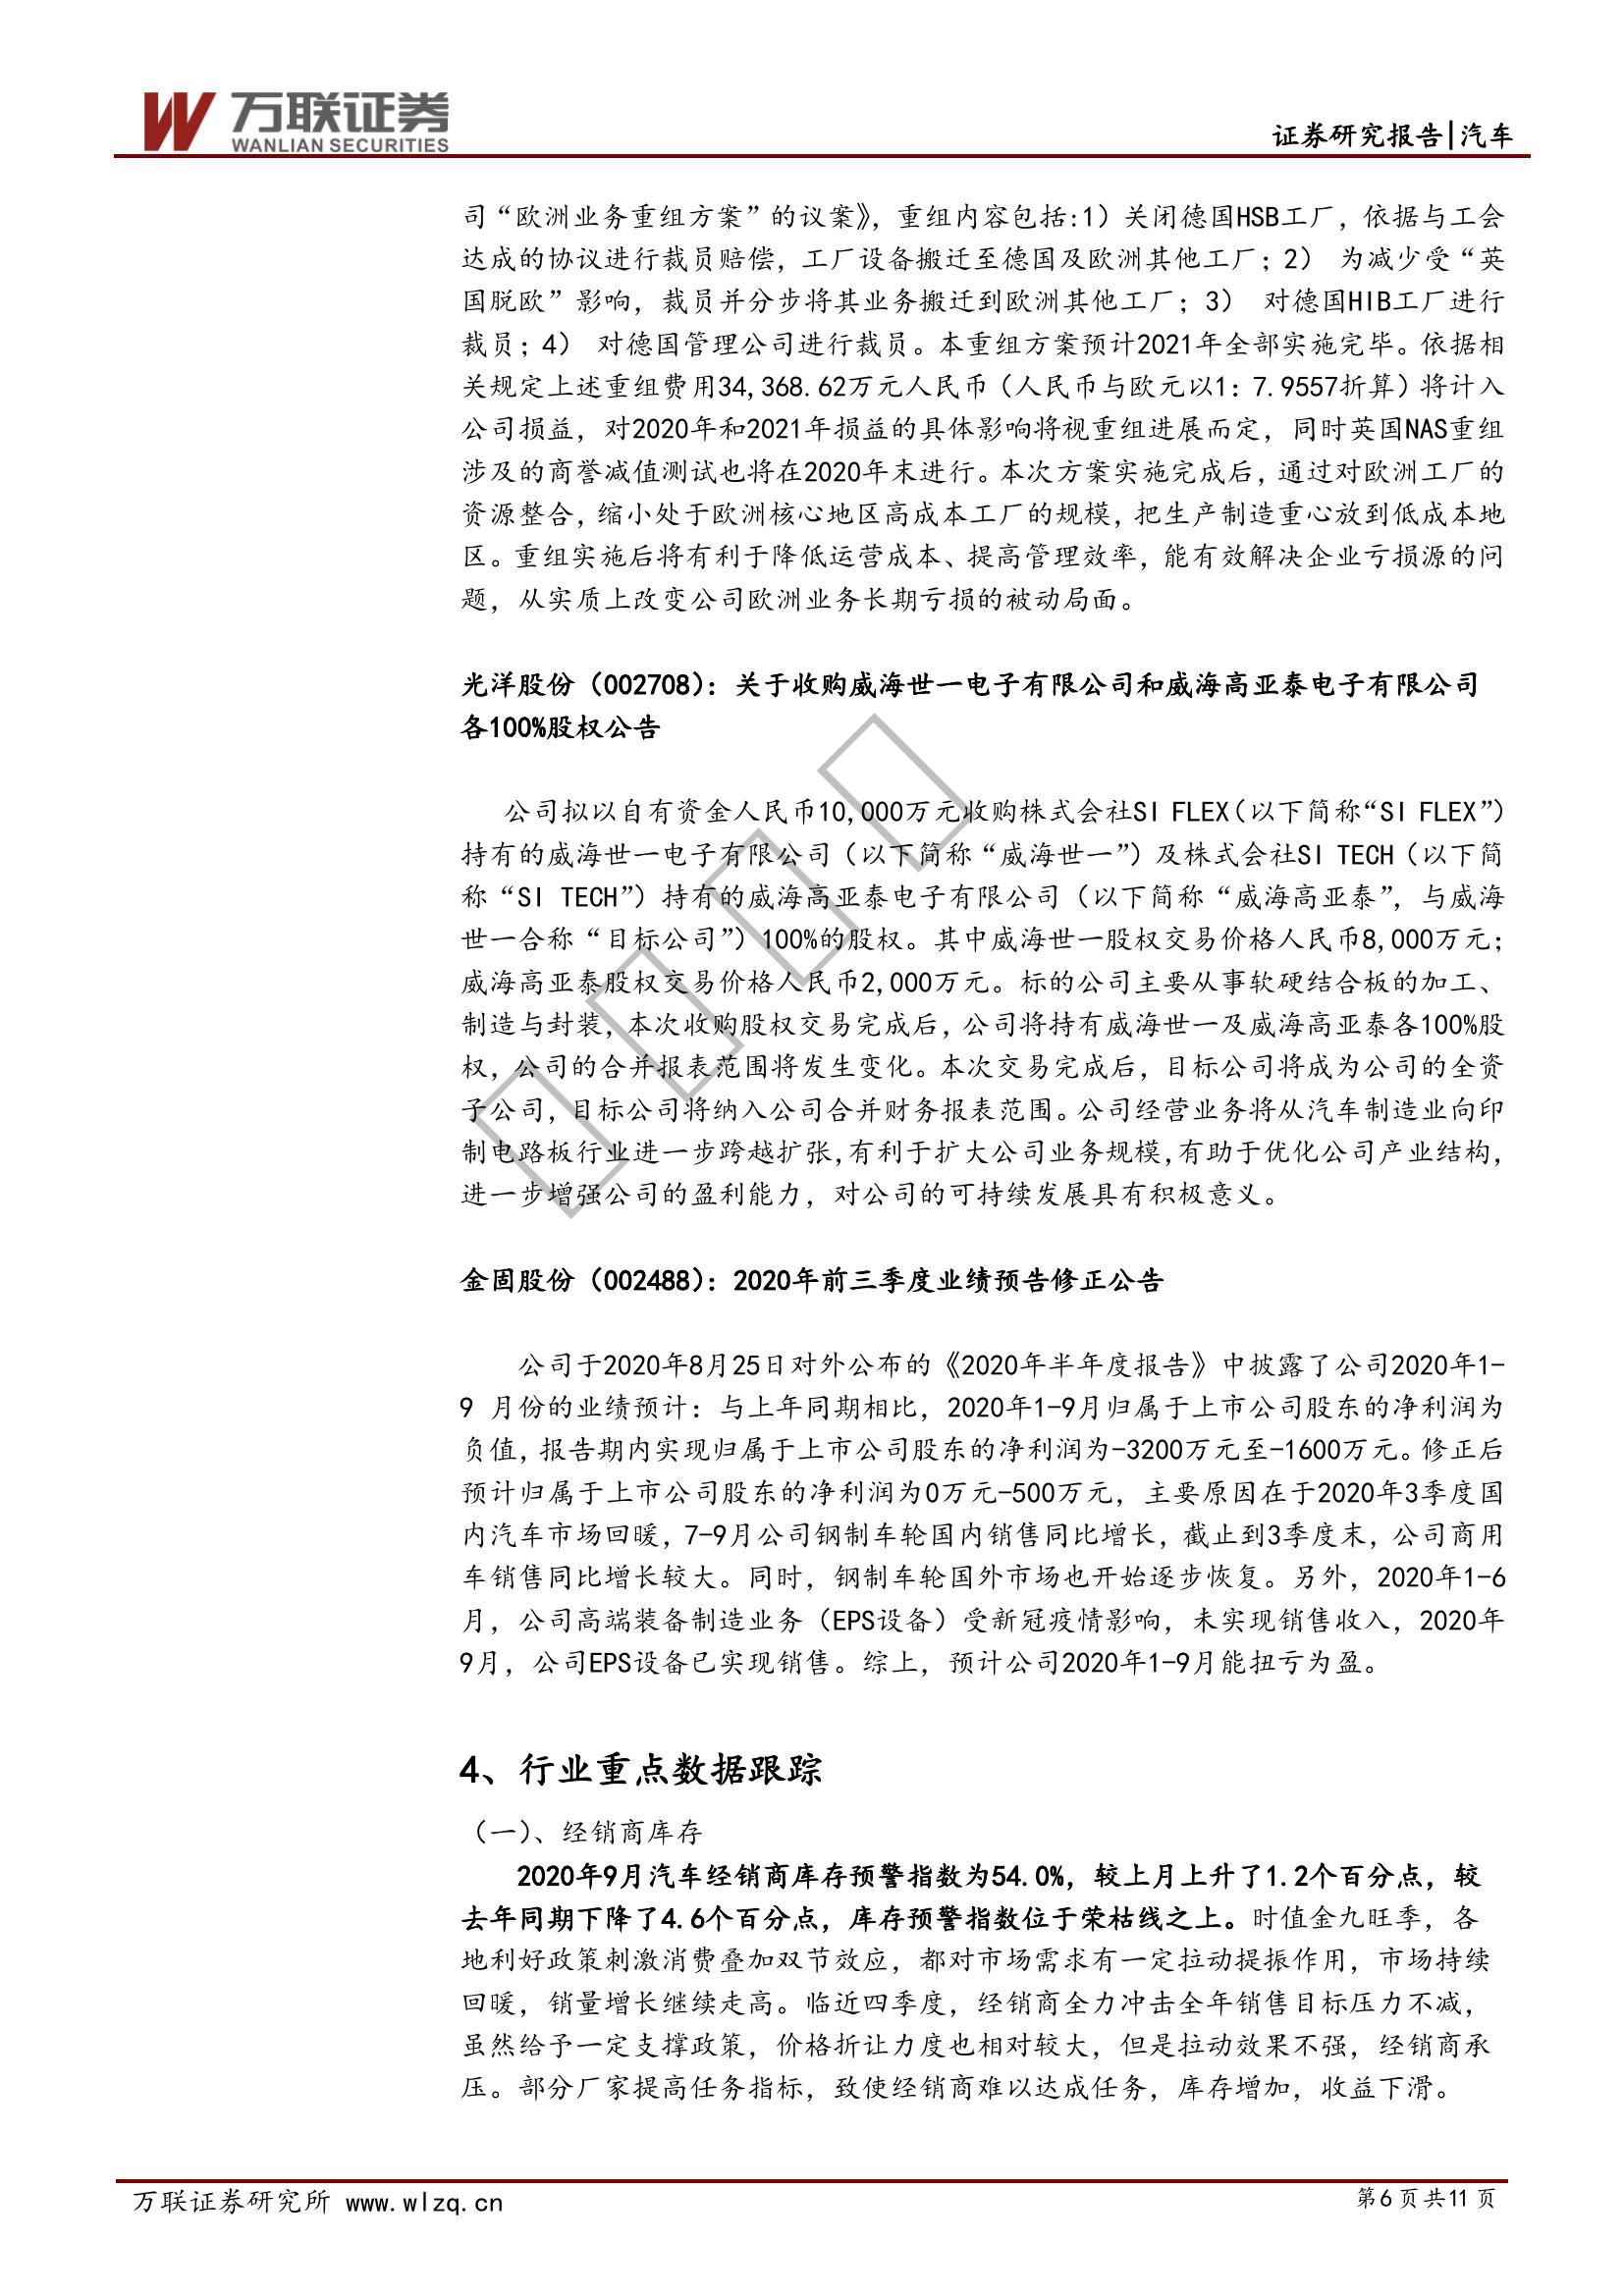 万联证券
WANLIAN SECURITIES
证券研究报告|汽车
司“欧洲业务重组方案”的议案》，重组内容包括:1）关闭德国HSB工厂，依据与工会
达成的协议进行裁员赔偿，工厂设备搬迁至德国及欧洲其他工厂；2） 为减少受“英
国脱欧”影响，裁员并分步将其业务搬迁到欧洲其他工厂；3） 对德国HIB工厂进行
裁员；4） 对德国管理公司进行裁员。本重组方案预计2021年全部实施完毕。依据相
关规定上述重组费用34,368.62万元人民币（人民币与欧元以1：7.9557折算）将计入
公司损益，对2020年和2021年损益的具体影响将视重组进展而定，同时英国NAS重组
涉及的商誉减值测试也将在2020年末进行。本次方案实施完成后，通过对欧洲工厂的
资源整合，缩小处于欧洲核心地区高成本工厂的规模，把生产制造重心放到低成本地
区。重组实施后将有利于降低运营成本、提高管理效率，能有效解决企业亏损源的问
题，从实质上改变公司欧洲业务长期亏损的被动局面。
光洋股份（002708）：关于收购威海世一电子有限公司和威海高亚泰电子有限公司
各100%股权公告
公司拟以自有资金人民币10,000万元收购株式会社SI FLEX（以下简称“SI FLEX”）
持有的威海世一电子有限公司（以下简称“威海世一”）及株式会社SI TECH（以下简
称“SI TECH”）持有的威海高亚泰电子有限公司（以下简称“威海高亚泰”，与威海
世一合称“目标公司”）100%的股权。其中威海世一股权交易价格人民币8,000万元；
威海高亚泰股权交易价格人民币2,000万元。标的公司主要从事软硬结合板的加工、
制造与封装，本次收购股权交易完成后，公司将持有威海世一及威海高亚泰各100%股
权，公司的合并报表范围将发生变化。本次交易完成后，目标公司将成为公司的全资
子公司，目标公司将纳入公司合并财务报表范围。公司经营业务将从汽车制造业向印
制电路板行业进一步跨越扩张，有利于扩大公司业务规模，有助于优化公司产业结构，
进一步增强公司的盈利能力，对公司的可持续发展具有积极意义。
金固股份（002488）：2020年前三季度业绩预告修正公告
公司于2020年8月25日对外公布的《2020年半年度报告》中披露了公司2020年1-
9 月份的业绩预计：与上年同期相比，2020年1-9月归属于上市公司股东的净利润为
负值，报告期内实现归属于上市公司股东的净利润为-3200万元至-1600万元。修正后
预计归属于上市公司股东的净利润为0万元-500万元，主要原因在于2020年3季度国
内汽车市场回暖，7-9月公司钢制车轮国内销售同比增长，截止到3季度末，公司商用
车销售同比增长较大。同时，钢制车轮国外市场也开始逐步恢复。另外，2020年1-6
月，公司高端装备制造业务（EPS设备）受新冠疫情影响，未实现销售收入，2020年
9月，公司EPS设备已实现销售。综上，预计公司2020年1-9月能扭亏为盈。
4、行业重点数据跟踪
（一）、经销商库存
2020年9月汽车经销商库存预警指数为54.0%，较上月上升了1.2个百分点，较
去年同期下降了4.6个百分点，库存预警指数位于荣枯线之上。时值金九旺季，各
地利好政策刺激消费叠加双节效应，都对市场需求有一定拉动提振作用，市场持续
回暖，销量增长继续走高。临近四季度，经销商全力冲击全年销售目标压力不减，
虽然给予一定支撑政策，价格折让力度也相对较大，但是拉动效果不强，经销商承
压。部分厂家提高任务指标，致使经销商难以达成任务，库存增加，收益下滑。
万联证券研究所 www.wlzq.cn
第6页共11页